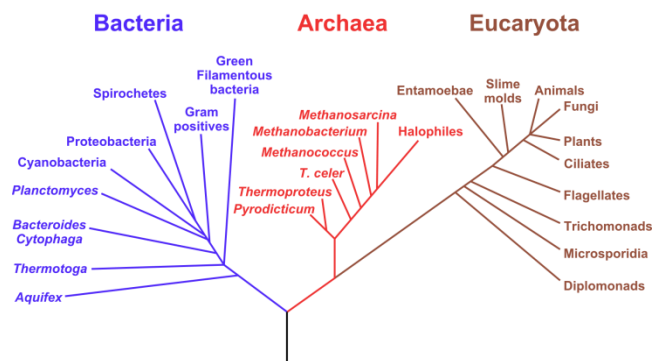 Bacteria
Archaea
Eucaryota
Green
Filamentous
bacteria
Spirochetes
Gram
positives
Proteobacteria
Cyanobacteria
Planctomyces
Bacteroides
Cytophaga
Thermotoga
Aquifex
Methanosarcina
Methanobacterium
Halophiles
Methanococcus
T. celer
Thermoproteus
Pyrodicticum
Entamoebae
Slime
molds
Animals
Fungi
Plants
Ciliates
Flagellates
Trichomonads
Microsporidia
Diplomonads